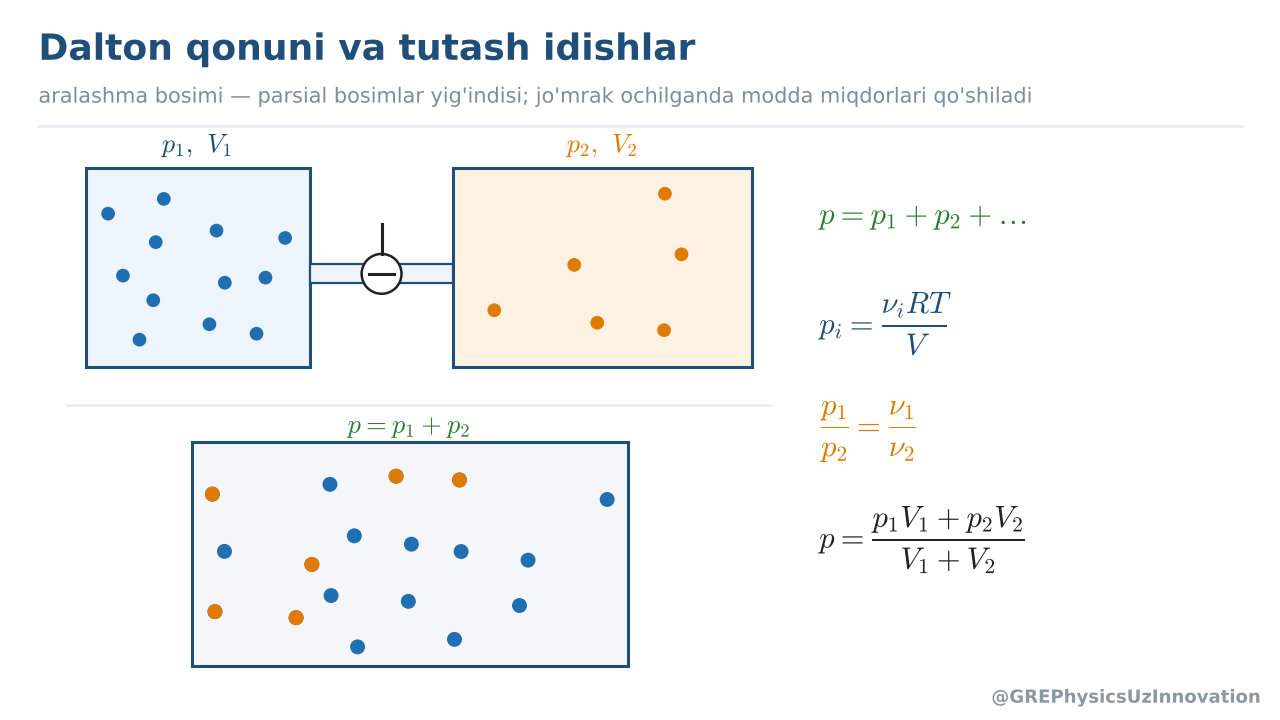 Dalton qonuni va tutash idishlar
aralashma bosimi — parsial bosimlar yig'indisi; jo'mrak ochilganda modda miqdorlari qo'shiladi
p₁, V₁
p₂, V₂
p = p₁ + p₂ + …
pᵢ = νᵢRT / V
p₁ / p₂ = ν₁ / ν₂
p = p₁ + p₂
p = (p₁V₁ + p₂V₂) / (V₁ + V₂)
@GREPhysicsUzInnovation